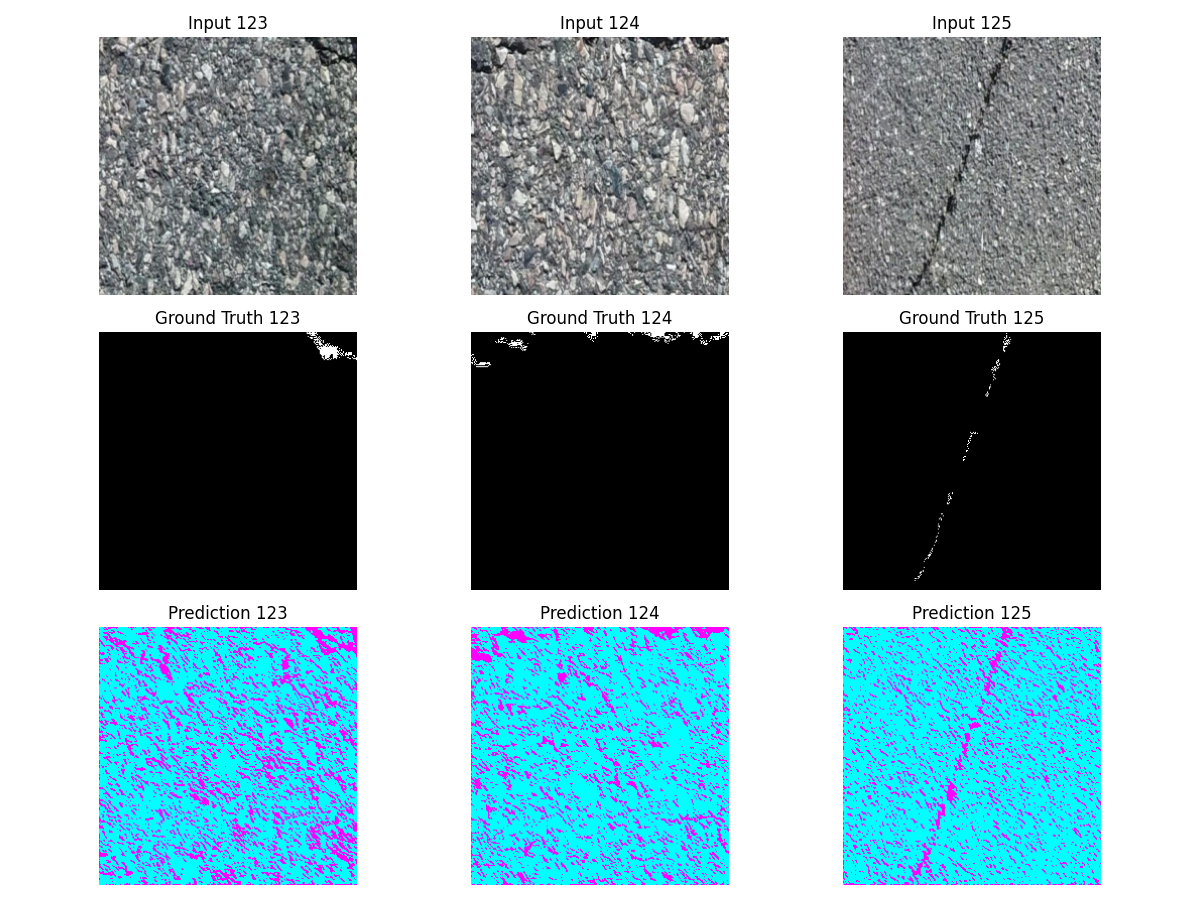 Input 123
Input 124
Input 125
Ground Truth 123
Ground Truth 124
Ground Truth 125
Prediction 123
Prediction 124
Prediction 125